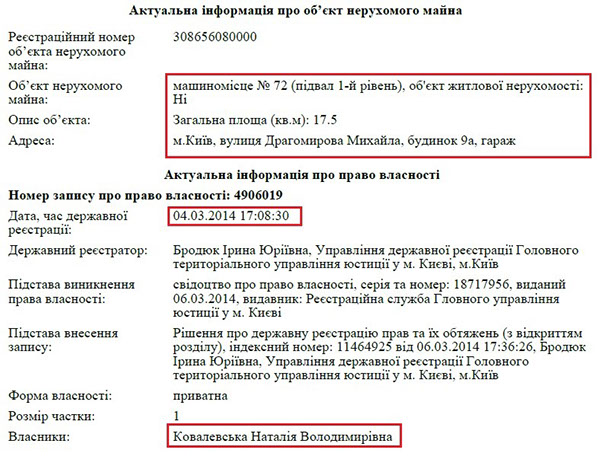 Актуальна інформація про об’єкт нерухомого майна
Реєстраційний номер об’єкта нерухомого майна: 308656080000
Об’єкт нерухомого майна: машиномісце № 72 (підвал 1-й рівень), об'єкт житлової нерухомості: Ні
Опис об’єкта: Загальна площа (кв.м): 17.5
Адреса: м.Київ, вулиця Драгомирова Михайла, будинок 9а, гараж
Актуальна інформація про право власності
Номер запису про право власності: 4906019
Дата, час державної реєстрації: 04.03.2014 17:08:30
Державний реєстратор: Бродюк Ірина Юріївна, Управління державної реєстрації Головного територіального управління юстиції у м. Києві, м.Київ
Підстава виникнення права власності: свідоцтво про право власності, серія та номер: 18717956, виданий 06.03.2014, видавник: Реєстраційна служба Гловного управління юстиції у м. Києві
Підстава внесення запису: Рішення про державну реєстрацію прав та їх обтяжень (з відкриттям розділу), індексний номер: 11464925 від 06.03.2014 17:36:26, Бродюк Ірина Юріївна, Управління державної реєстрації Головного територіального управління юстиції у м. Києві, м.Київ
Форма власності: приватна
Розмір частки: 1
Власники: Ковалевська Наталія Володимирівна